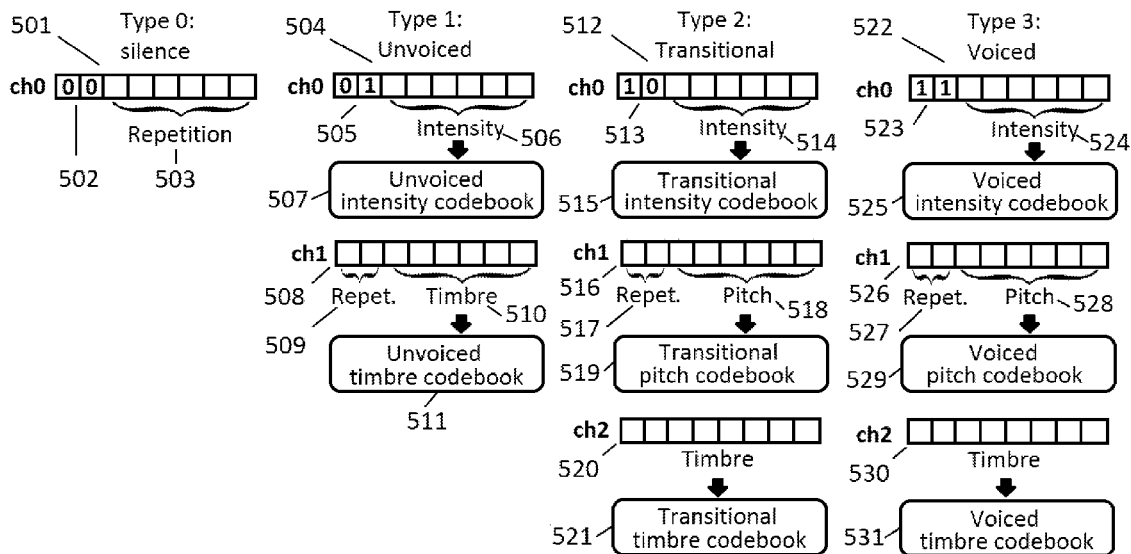 501
Type 0:
silence
ch0 0 0
Repetition
502
503
504
Type 1:
Unvoiced
ch0 0 1
505
Intensity
506
507
Unvoiced
intensity codebook
ch1
508
Repet.
Timbre
509
510
Unvoiced
timbre codebook
511
512
Type 2:
Transitional
ch0 1 0
513
Intensity
514
515
Transitional
intensity codebook
ch1
516
Repet.
Pitch
517
518
519
Transitional
pitch codebook
ch2
520
Timbre
521
Transitional
timbre codebook
522
Type 3:
Voiced
ch0 1 1
523
Intensity
524
525
Voiced
intensity codebook
ch1
526
Repet.
Pitch
527
528
529
Voiced
pitch codebook
ch2
530
Timbre
531
Voiced
timbre codebook